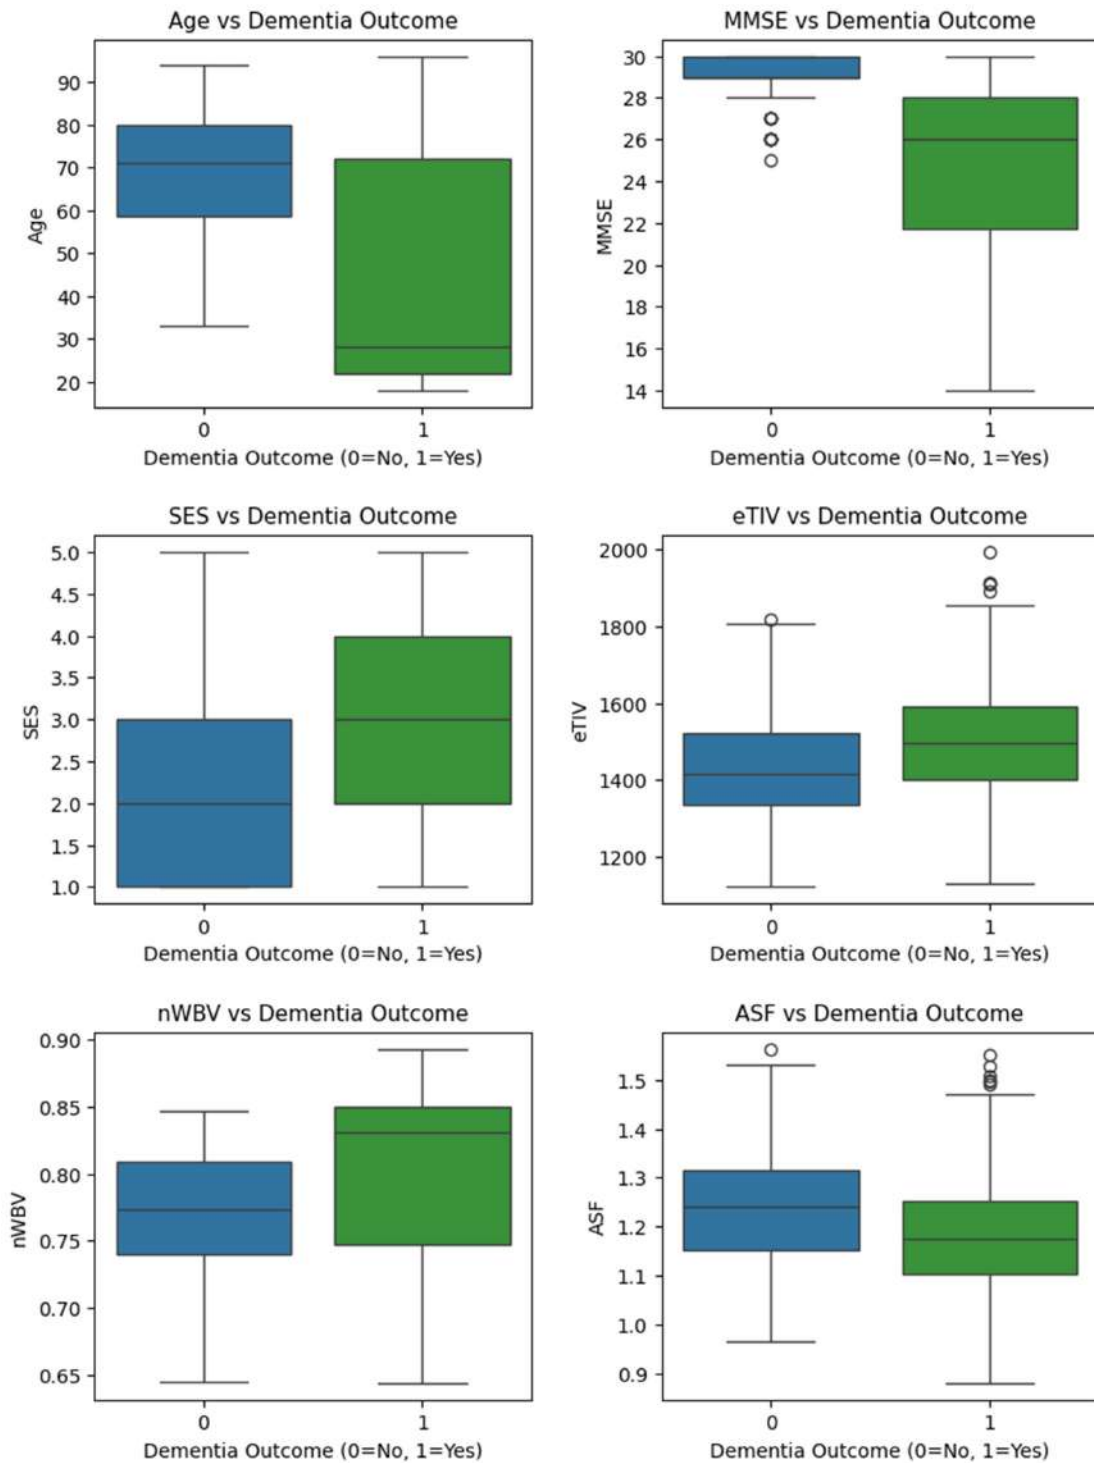 Age vs Dementia Outcome
90
80
70
60
50
40
30
20
Age
0 1
Dementia Outcome (0=No, 1=Yes)
MMSE vs Dementia Outcome
30
28
26
24
22
20
18
16
14
MMSE
0 1
Dementia Outcome (0=No, 1=Yes)
SES vs Dementia Outcome
5.0
4.5
4.0
3.5
3.0
2.5
2.0
1.5
1.0
SES
0 1
Dementia Outcome (0=No, 1=Yes)
eTIV vs Dementia Outcome
2000
1800
1600
1400
1200
eTIV
0 1
Dementia Outcome (0=No, 1=Yes)
nWBV vs Dementia Outcome
0.90
0.85
0.80
0.75
0.70
0.65
nWBV
0 1
Dementia Outcome (0=No, 1=Yes)
ASF vs Dementia Outcome
1.5
1.4
1.3
1.2
1.1
1.0
0.9
ASF
0 1
Dementia Outcome (0=No, 1=Yes)